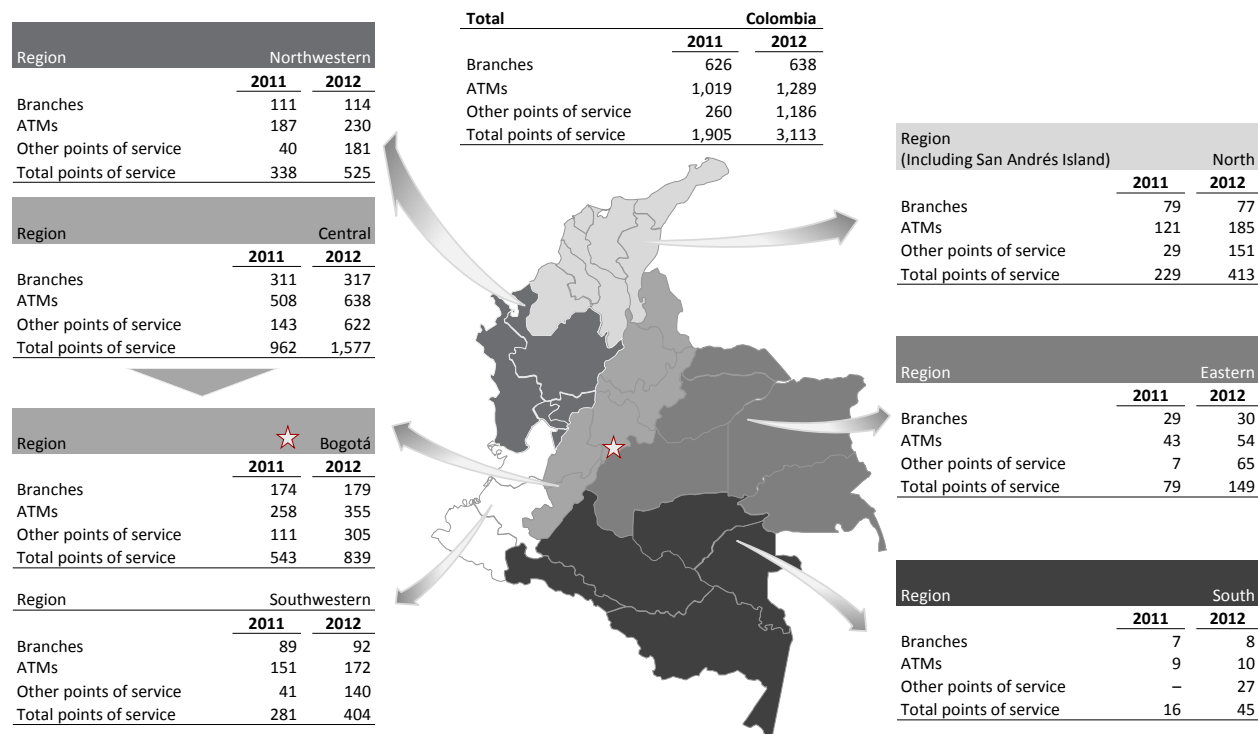 Total Colombia
2011 2012
Branches 626 638
ATMs 1,019 1,289
Other points of service 260 1,186
Total points of service 1,905 3,113
Region Northwestern
2011 2012
Branches 111 114
ATMs 187 230
Other points of service 40 181
Total points of service 338 525
Region Central
2011 2012
Branches 311 317
ATMs 508 638
Other points of service 143 622
Total points of service 962 1,577
Region Bogotá
2011 2012
Branches 174 179
ATMs 258 355
Other points of service 111 305
Total points of service 543 839
Region Southwestern
2011 2012
Branches 89 92
ATMs 151 172
Other points of service 41 140
Total points of service 281 404
Region
(Including San Andrés Island) North
2011 2012
Branches 79 77
ATMs 121 185
Other points of service 29 151
Total points of service 229 413
Region Eastern
2011 2012
Branches 29 30
ATMs 43 54
Other points of service 7 65
Total points of service 79 149
Region South
2011 2012
Branches 7 8
ATMs 9 10
Other points of service – 27
Total points of service 16 45